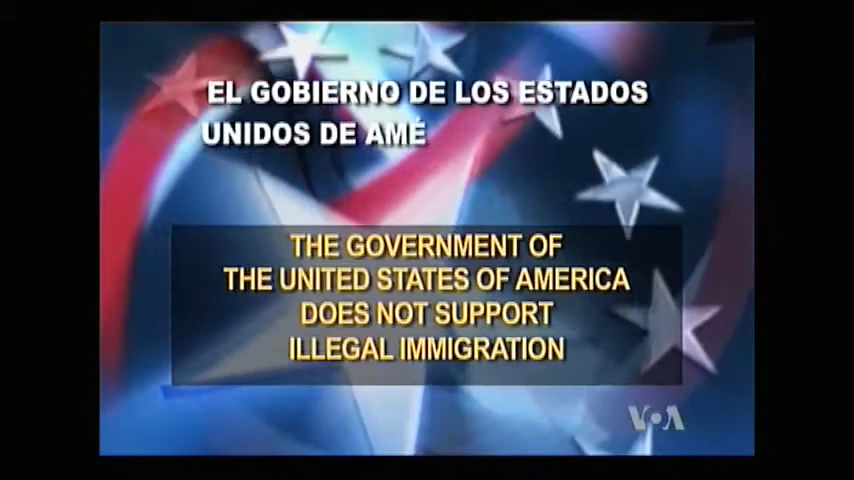 EL GOBIERNO DE LOS ESTADOS
UNIDOS DE AMÉ
THE GOVERNMENT OF
THE UNITED STATES OF AMERICA
DOES NOT SUPPORT
ILLEGAL IMMIGRATION
VOA